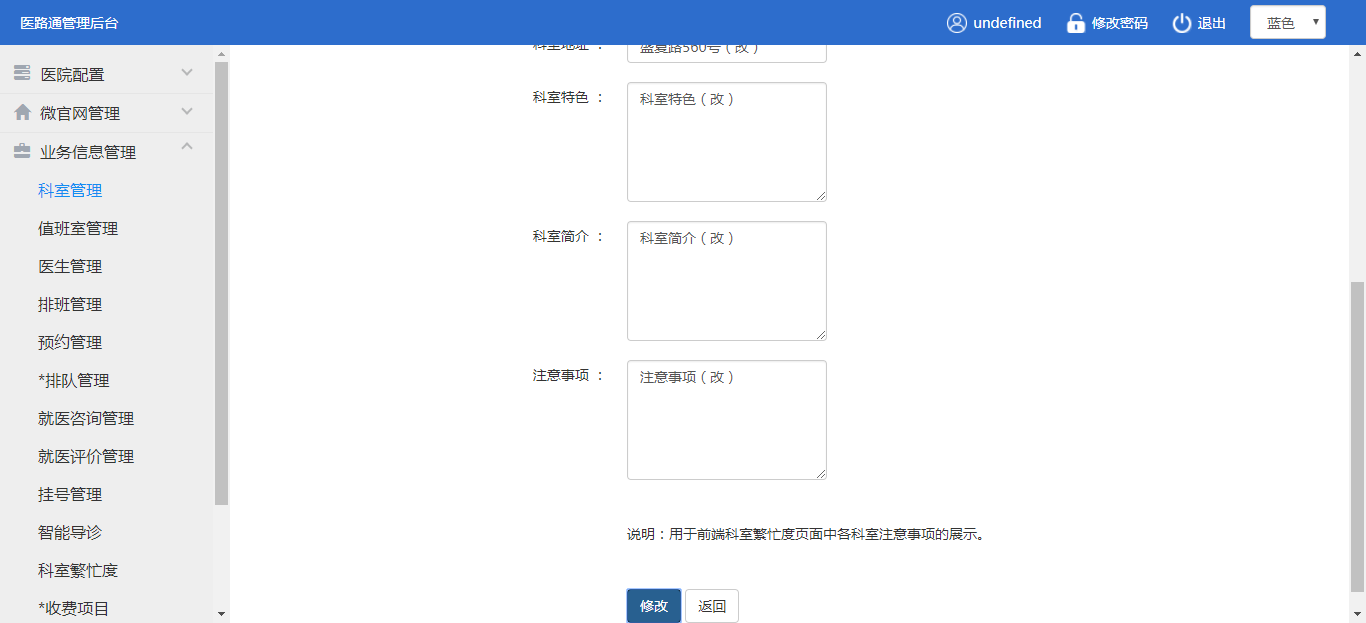 医路通管理后台
undefined
修改密码
退出
蓝色
医院配置
微官网管理
业务信息管理
科室管理
值班室管理
医生管理
排班管理
预约管理
*排队管理
就医咨询管理
就医评价管理
挂号管理
智能导诊
科室繁忙度
*收费项目
科室地址 ：
盛夏路560号（改）
科室特色 ：
科室特色（改）
科室简介 ：
科室简介（改）
注意事项 ：
注意事项（改）
说明：用于前端科室繁忙度页面中各科室注意事项的展示。
修改
返回